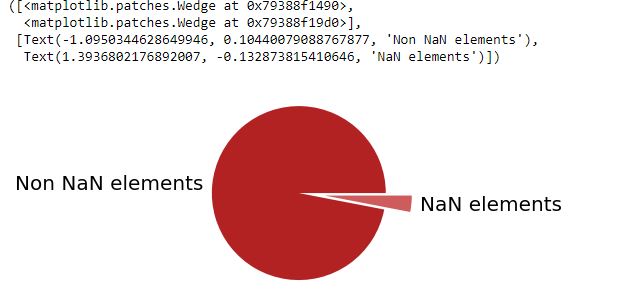 ([<matplotlib.patches.Wedge at 0x79388f1490>,
<matplotlib.patches.Wedge at 0x79388f19d0>],
[Text(-1.0950344628649946, 0.10440079088767877, 'Non NaN elements'),
Text(1.3936802176892007, -0.132873815410646, 'NaN elements')])
Non NaN elements
NaN elements